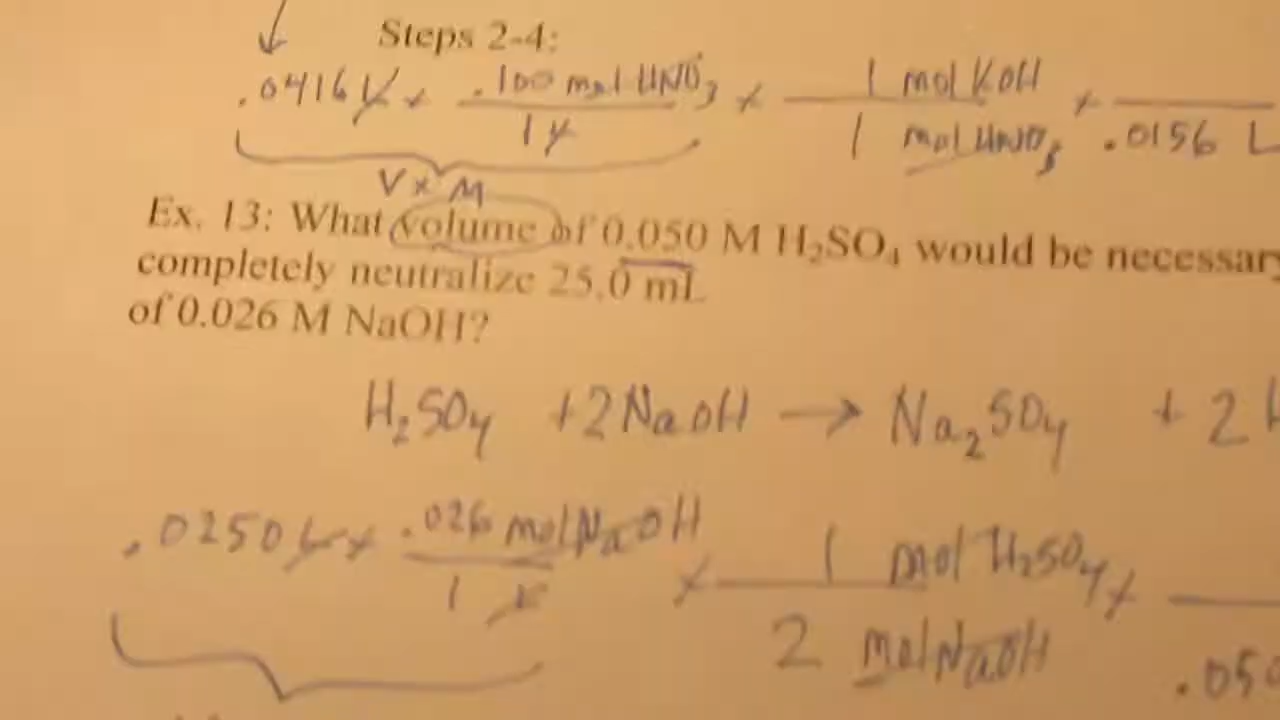 Steps 2-4:
.0416 L × .100 mol HNO₃ × 1 mol KOH ×
1 L 1 mol HNO₃ .0156 L
V × M
Ex. 13: What volume of 0.050 M H₂SO₄ would be necessary
completely neutralize 25.0 mL
of 0.026 M NaOH?
H₂SO₄ + 2NaOH → Na₂SO₄ + 2
.0250 L × .026 mol NaOH × 1 mol H₂SO₄ ×
1 L 2 mol NaOH .050